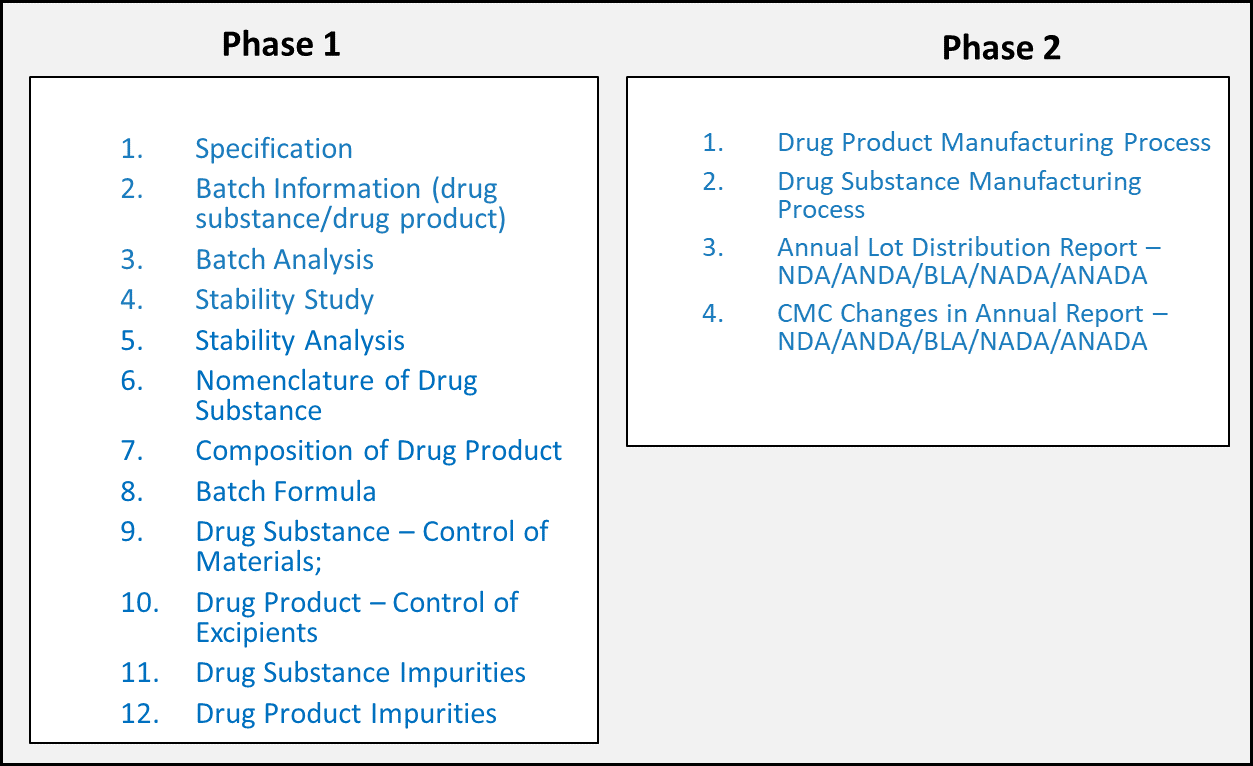 Phase 1
1. Specification
2. Batch Information (drug
substance/drug product)
3. Batch Analysis
4. Stability Study
5. Stability Analysis
6. Nomenclature of Drug
Substance
7. Composition of Drug Product
8. Batch Formula
9. Drug Substance – Control of
Materials;
10. Drug Product – Control of
Excipients
11. Drug Substance Impurities
12. Drug Product Impurities
Phase 2
1. Drug Product Manufacturing Process
2. Drug Substance Manufacturing
Process
3. Annual Lot Distribution Report –
NDA/ANDA/BLA/NADA/ANADA
4. CMC Changes in Annual Report –
NDA/ANDA/BLA/NADA/ANADA